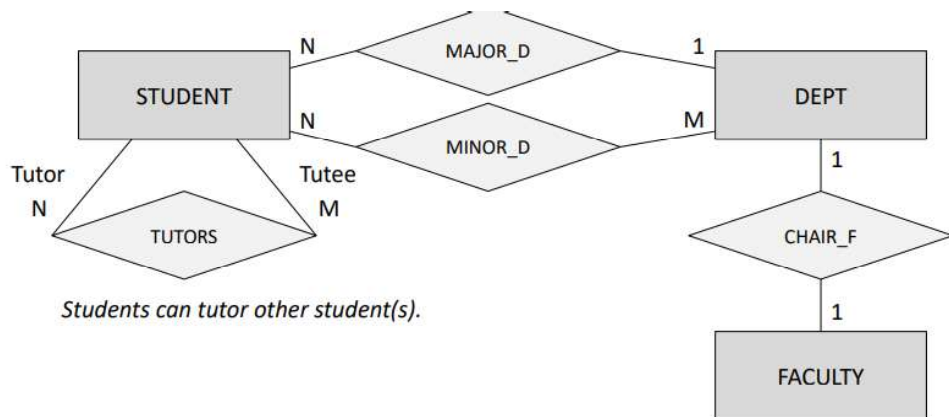 N
MAJOR_D
1
STUDENT
DEPT
N
MINOR_D
M
Tutor
N
Tutee
M
1
TUTORS
CHAIR_F
Students can tutor other student(s).
1
FACULTY